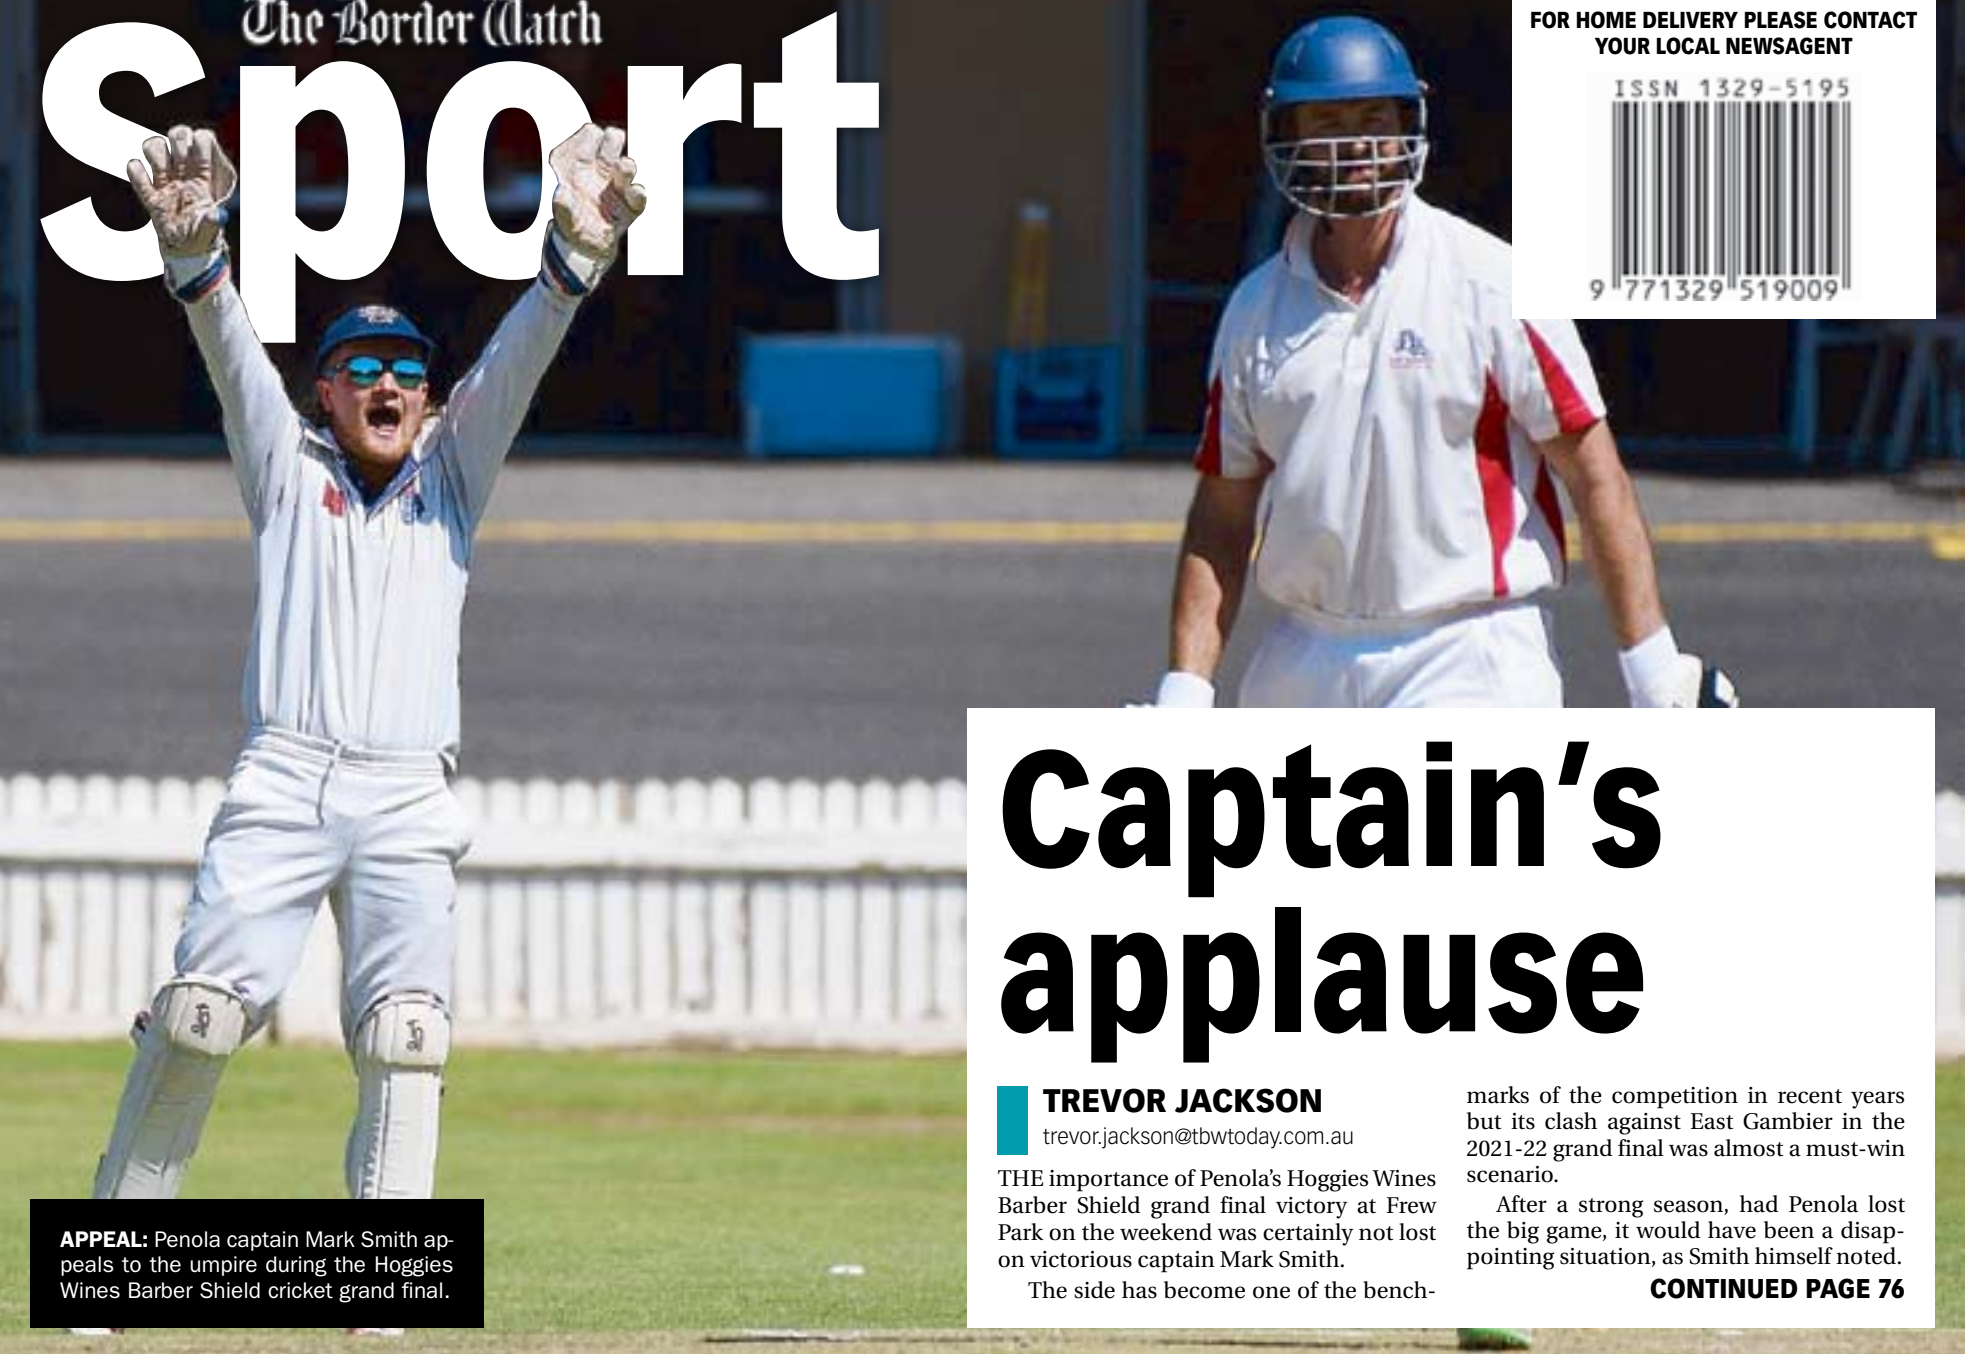 The Border Watch
Sport
FOR HOME DELIVERY PLEASE CONTACT
YOUR LOCAL NEWSAGENT
ISSN 1329-5195
9 771329 519009
Captain's
applause
TREVOR JACKSON
trevor.jackson@tbwtoday.com.au
THE importance of Penola's Hoggies Wines
Barber Shield grand final victory at Frew
Park on the weekend was certainly not lost
on victorious captain Mark Smith.
The side has become one of the bench-
marks of the competition in recent years
but its clash against East Gambier in the
2021-22 grand final was almost a must-win
scenario.
After a strong season, had Penola lost
the big game, it would have been a disap-
pointing situation, as Smith himself noted.
CONTINUED PAGE 76
APPEAL: Penola captain Mark Smith ap-
peals to the umpire during the Hoggies
Wines Barber Shield cricket grand final.